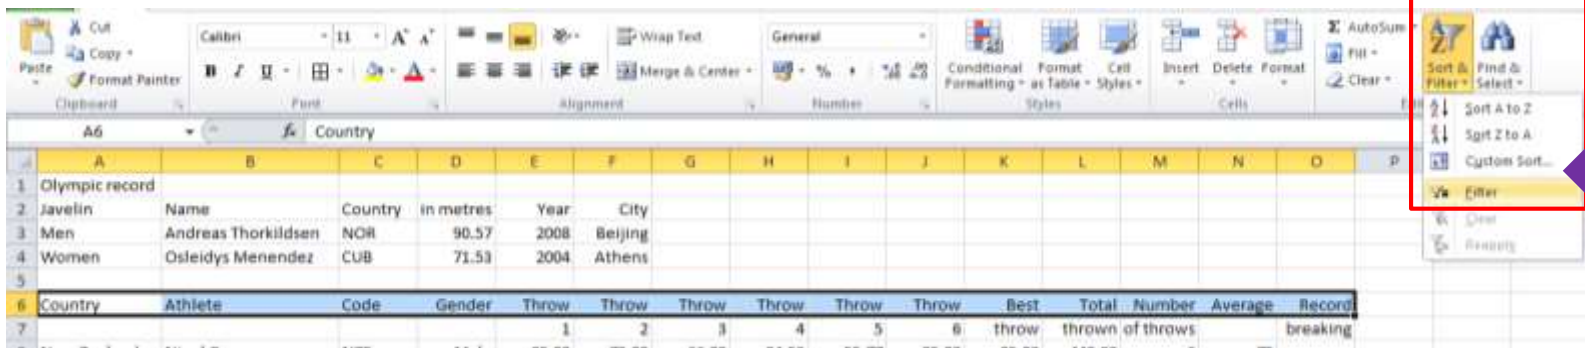 Cut
Copy
Paste
Format Painter
Clipboard
Calibri 11 A A
B I U A
Font
Wrap Text
Merge & Center
Alignment
General
%
Number
Conditional Formatting
Format as Table
Cell Styles
Styles
Insert Delete Format
Cells
Σ AutoSum
Fill
Clear
Sort & Filter
Find & Select
Sort A to Z
Sort Z to A
Custom Sort...
Filter
Clear
Reapply
A6 fx Country
A B C D E F G H I J K L M N O P
1 Olympic record
2 Javelin Name Country in metres Year City
3 Men Andreas Thorkildsen NOR 90.57 2008 Beijing
4 Women Osleidys Menendez CUB 71.53 2004 Athens
5
6 Country Athlete Code Gender Throw Throw Throw Throw Throw Throw Best Total Number Average Record
7 1 2 3 4 5 6 throw thrown of throws breaking